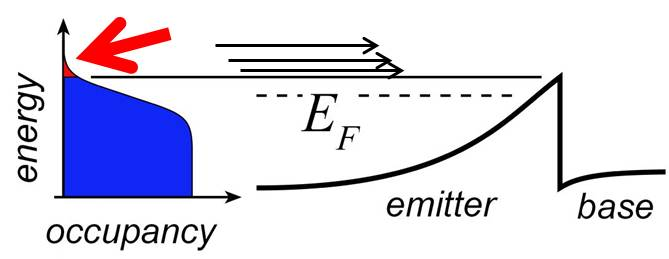 energy
occupancy
E_F
emitter
base